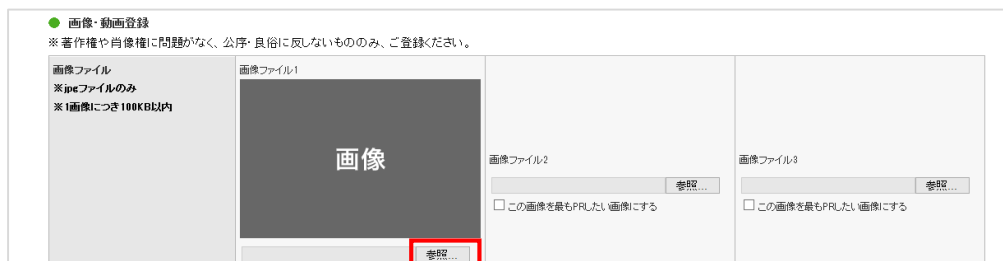 ● 画像・動画登録
※著作権や肖像権に問題がなく、公序・良俗に反しないもののみ、ご登録ください。
画像ファイル
※jpeファイルのみ
※1画像につき100KB以内
画像ファイル1
画像
参照...
画像ファイル2
参照...
この画像を最もPRしたい画像にする
画像ファイル3
参照...
この画像を最もPRしたい画像にする